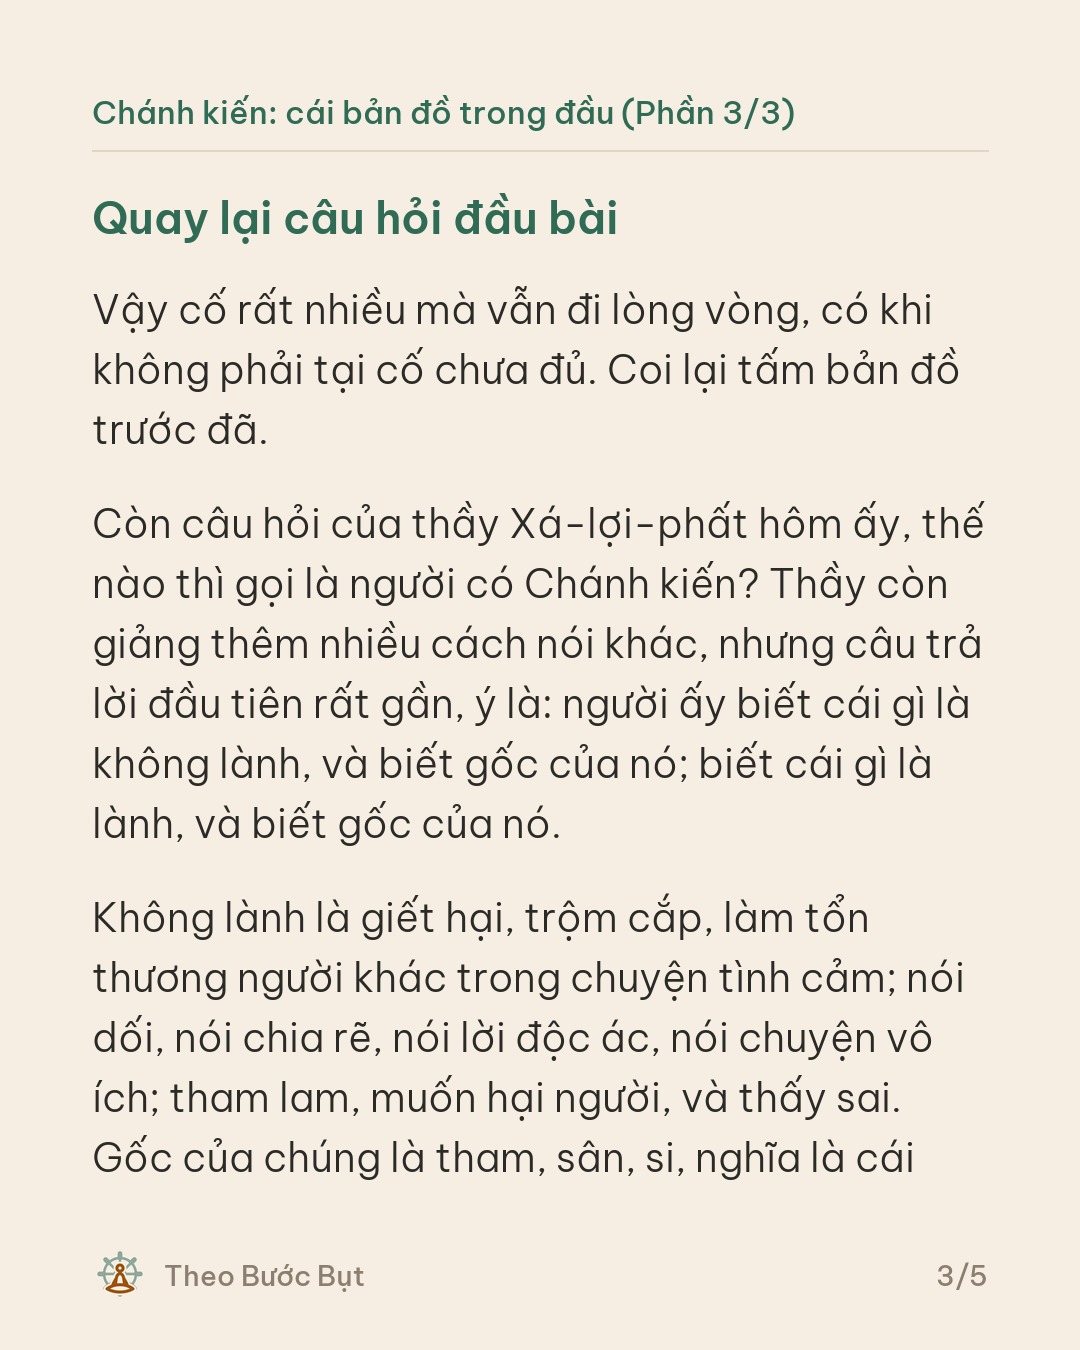 Chánh kiến: cái bản đồ trong đầu (Phần 3/3)
Quay lại câu hỏi đầu bài
Vậy cố rất nhiều mà vẫn đi lòng vòng, có khi
không phải tại cố chưa đủ. Coi lại tấm bản đồ
trước đã.
Còn câu hỏi của thầy Xá-lợi-phất hôm ấy, thế
nào thì gọi là người có Chánh kiến? Thầy còn
giảng thêm nhiều cách nói khác, nhưng câu trả
lời đầu tiên rất gần, ý là: người ấy biết cái gì là
không lành, và biết gốc của nó; biết cái gì là
lành, và biết gốc của nó.
Không lành là giết hại, trộm cắp, làm tổn
thương người khác trong chuyện tình cảm; nói
dối, nói chia rẽ, nói lời độc ác, nói chuyện vô
ích; tham lam, muốn hại người, và thấy sai.
Gốc của chúng là tham, sân, si, nghĩa là cái
Theo Bước Bụt
3/5